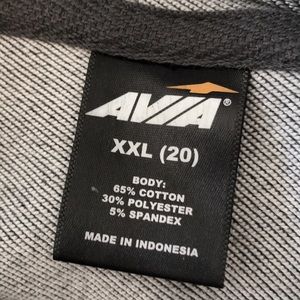 AVIA®
XXL (20)
BODY:
65% COTTON
30% POLYESTER
5% SPANDEX
MADE IN INDONESIA